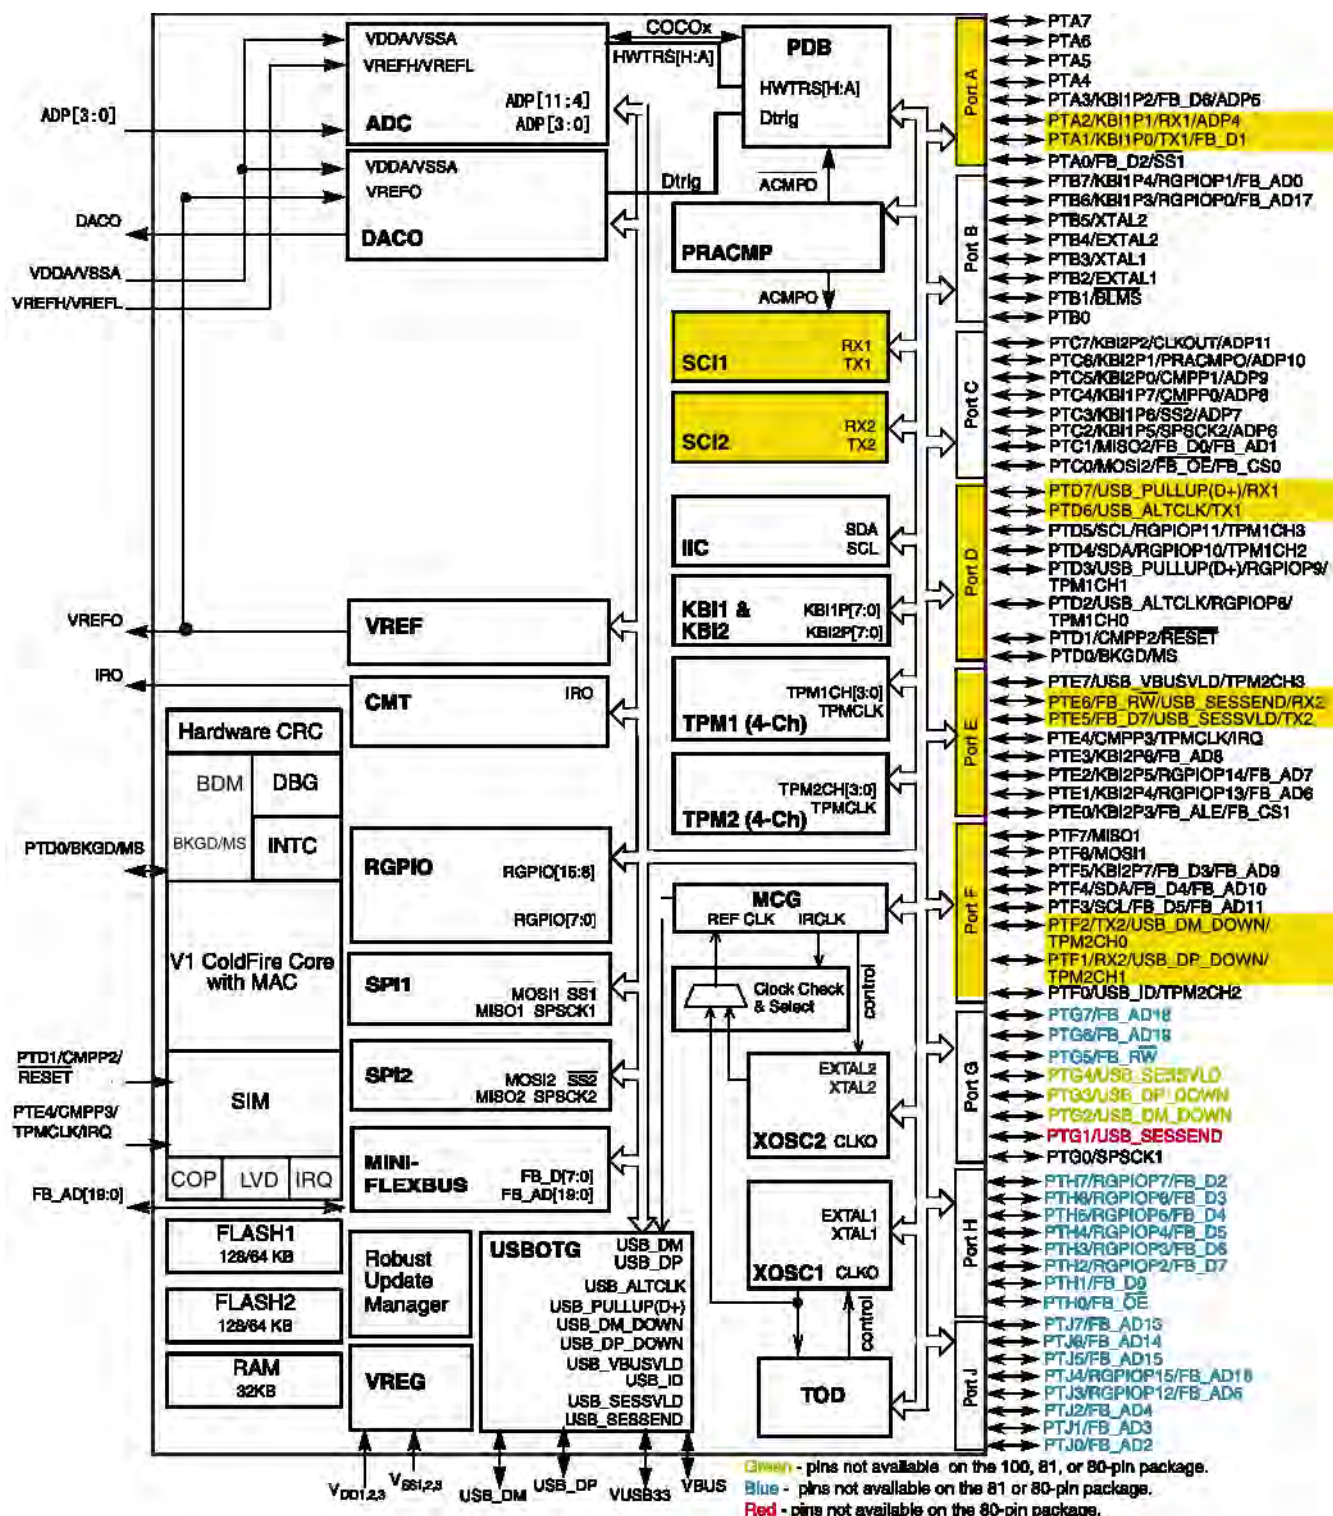 VDDA/VSSA
VREFH/VREFL
ADP[11:4]
ADP[3:0]
ADC
ADP[3:0]
COCOx
HWTRS[H:A]
PDB
HWTRS[H:A]
Dtrig
VDDA/VSSA
VREFO
DACO
Dtrig
DACO
VDDA/VSSA
VREFH/VREFL
ACMPO
PRACMP
ACMPO
RX1
SCI1 TX1
RX2
SCI2 TX2
SDA
IIC SCL
KBI1 & KBI1P[7:0]
KBI2 KBI2P[7:0]
TPM1CH[3:0]
TPMCLK
TPM1 (4-Ch)
TPM2CH[3:0]
TPMCLK
TPM2 (4-Ch)
VREFO
VREF
IRO
CMT IRO
Hardware CRC
BDM DBG
BKGD/MS INTC
PTD0/BKGD/MS
V1 ColdFire Core
with MAC
PTD1/CMPP2/
RESET
SIM
PTE4/CMPP3/
TPMCLK/IRQ
COP LVD IRQ
FB_AD[19:0]
RGPIO
RGPIO[15:8]
RGPIO[7:0]
SPI1
MOSI1 SS1
MISO1 SPSCK1
SPI2
MOSI2 SS2
MISO2 SPSCK2
MINI-
FLEXBUS
FB_D[7:0]
FB_AD[19:0]
MCG
REF CLK IRCLK
Clock Check
& Select
control
EXTAL2
XTAL2
XOSC2 CLKO
EXTAL1
XTAL1
XOSC1 CLKO
control
TOD
FLASH1
128/64 KB
FLASH2
128/64 KB
RAM
32KB
Robust
Update
Manager
VREG
USBOTG
USB_DM
USB_DP
USB_ALTCLK
USB_PULLUP(D+)
USB_DM_DOWN
USB_DP_DOWN
USB_VBUSVLD
USB_ID
USB_SESSVLD
USB_SESSEND
VDD1,2,3
VSS1,2,3
USB_DM
USB_DP
VUSB33
VBUS
Port A
PTA7
PTA6
PTA5
PTA4
PTA3/KBI1P2/FB_D6/ADP5
PTA2/KBI1P1/RX1/ADP4
PTA1/KBI1P0/TX1/FB_D1
PTA0/FB_D2/SS1
Port B
PTB7/KBI1P4/RGPIOP1/FB_AD0
PTB6/KBI1P3/RGPIOP0/FB_AD17
PTB5/XTAL2
PTB4/EXTAL2
PTB3/XTAL1
PTB2/EXTAL1
PTB1/BLMS
PTB0
Port C
PTC7/KBI2P2/CLKOUT/ADP11
PTC6/KBI2P1/PRACMPO/ADP10
PTC5/KBI2P0/CMPP1/ADP9
PTC4/KBI1P7/CMPP0/ADP8
PTC3/KBI1P6/SS2/ADP7
PTC2/KBI1P5/SPSCK2/ADP6
PTC1/MISO2/FB_D0/FB_AD1
PTC0/MOSI2/FB_OE/FB_CS0
Port D
PTD7/USB_PULLUP(D+)/RX1
PTD6/USB_ALTCLK/TX1
PTD5/SCL/RGPIOP11/TPM1CH3
PTD4/SDA/RGPIOP10/TPM1CH2
PTD3/USB_PULLUP(D+)/RGPIOP9/
TPM1CH1
PTD2/USB_ALTCLK/RGPIOP8/
TPM1CH0
PTD1/CMPP2/RESET
PTD0/BKGD/MS
Port E
PTE7/USB_VBUSVLD/TPM2CH3
PTE6/FB_RW/USB_SESSEND/RX2
PTE5/FB_D7/USB_SESSVLD/TX2
PTE4/CMPP3/TPMCLK/IRQ
PTE3/KBI2P6/FB_AD8
PTE2/KBI2P5/RGPIOP14/FB_AD7
PTE1/KBI2P4/RGPIOP13/FB_AD6
PTE0/KBI2P3/FB_ALE/FB_CS1
Port F
PTF7/MISO1
PTF6/MOSI1
PTF5/KBI2P7/FB_D3/FB_AD9
PTF4/SDA/FB_D4/FB_AD10
PTF3/SCL/FB_D5/FB_AD11
PTF2/TX2/USB_DM_DOWN/
TPM2CH0
PTF1/RX2/USB_DP_DOWN/
TPM2CH1
PTF0/USB_ID/TPM2CH2
Port G
PTG7/FB_AD18
PTG6/FB_AD19
PTG5/FB_RW
PTG4/USB_SESSVLD
PTG3/USB_DP_DOWN
PTG2/USB_DM_DOWN
PTG1/USB_SESSEND
PTG0/SPSCK1
Port H
PTH7/RGPIOP7/FB_D2
PTH6/RGPIOP6/FB_D3
PTH5/RGPIOP5/FB_D4
PTH4/RGPIOP4/FB_D5
PTH3/RGPIOP3/FB_D6
PTH2/RGPIOP2/FB_D7
PTH1/FB_D0
PTH0/FB_OE
Port J
PTJ7/FB_AD13
PTJ6/FB_AD14
PTJ5/FB_AD15
PTJ4/RGPIOP15/FB_AD16
PTJ3/RGPIOP12/FB_AD5
PTJ2/FB_AD4
PTJ1/FB_AD3
PTJ0/FB_AD2
Green - pins not available on the 100, 81, or 80-pin package.
Blue - pins not available on the 81 or 80-pin package.
Red - pins not available on the 80-pin package.